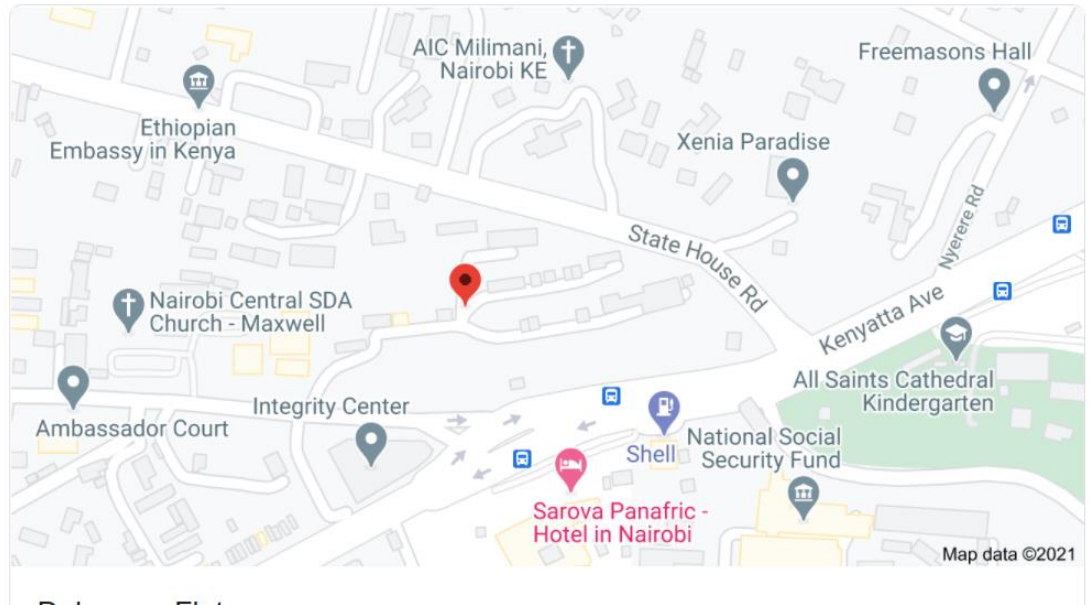 AIC Milimani,
Nairobi KE
Freemasons Hall
Ethiopian
Embassy in Kenya
Xenia Paradise
Nyerere Rd
State House Rd
Nairobi Central SDA
Church - Maxwell
Kenyatta Ave
All Saints Cathedral
Kindergarten
Ambassador Court
Integrity Center
Shell
National Social
Security Fund
Sarova Panafric -
Hotel in Nairobi
Map data ©2021